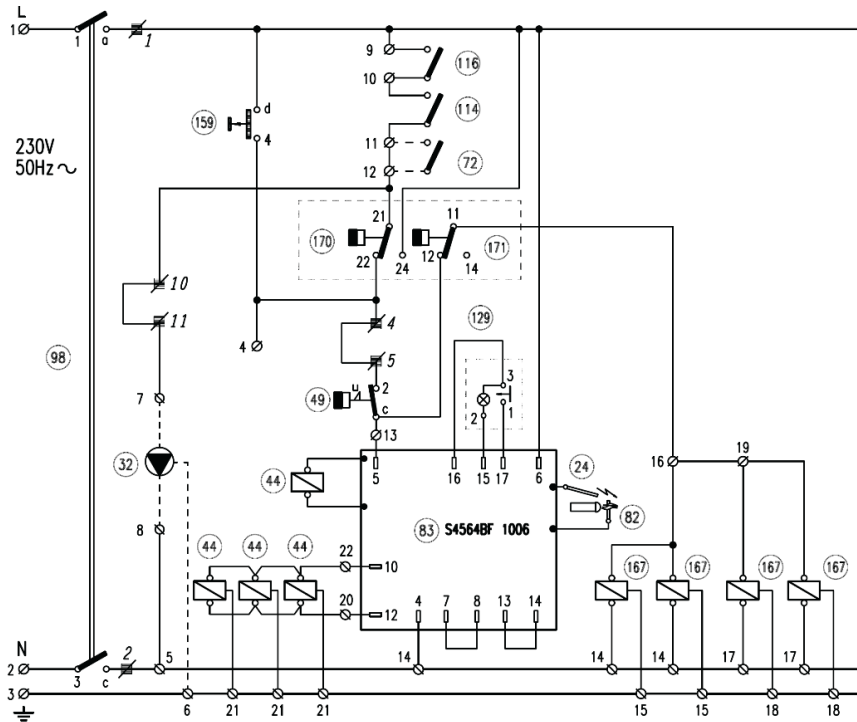 L
1
1 a 1
9
116
10
d
159
114
4
11
230V
50Hz ~
12
72
21
11
170
171
22
24
12
14
10
11
4
129
4
5
98
3
u 2
7
49
c
2 1
13
19
16
5
16 15 17 6
24
32
44
82
83 S4564BF 1006
8
44 44 44
22
10
167 167 167 167
20
12
4 7 8 13 14
N
2
2
5
14
14 14 17 17
3 c
3
6 21 21 21
15 15 18 18